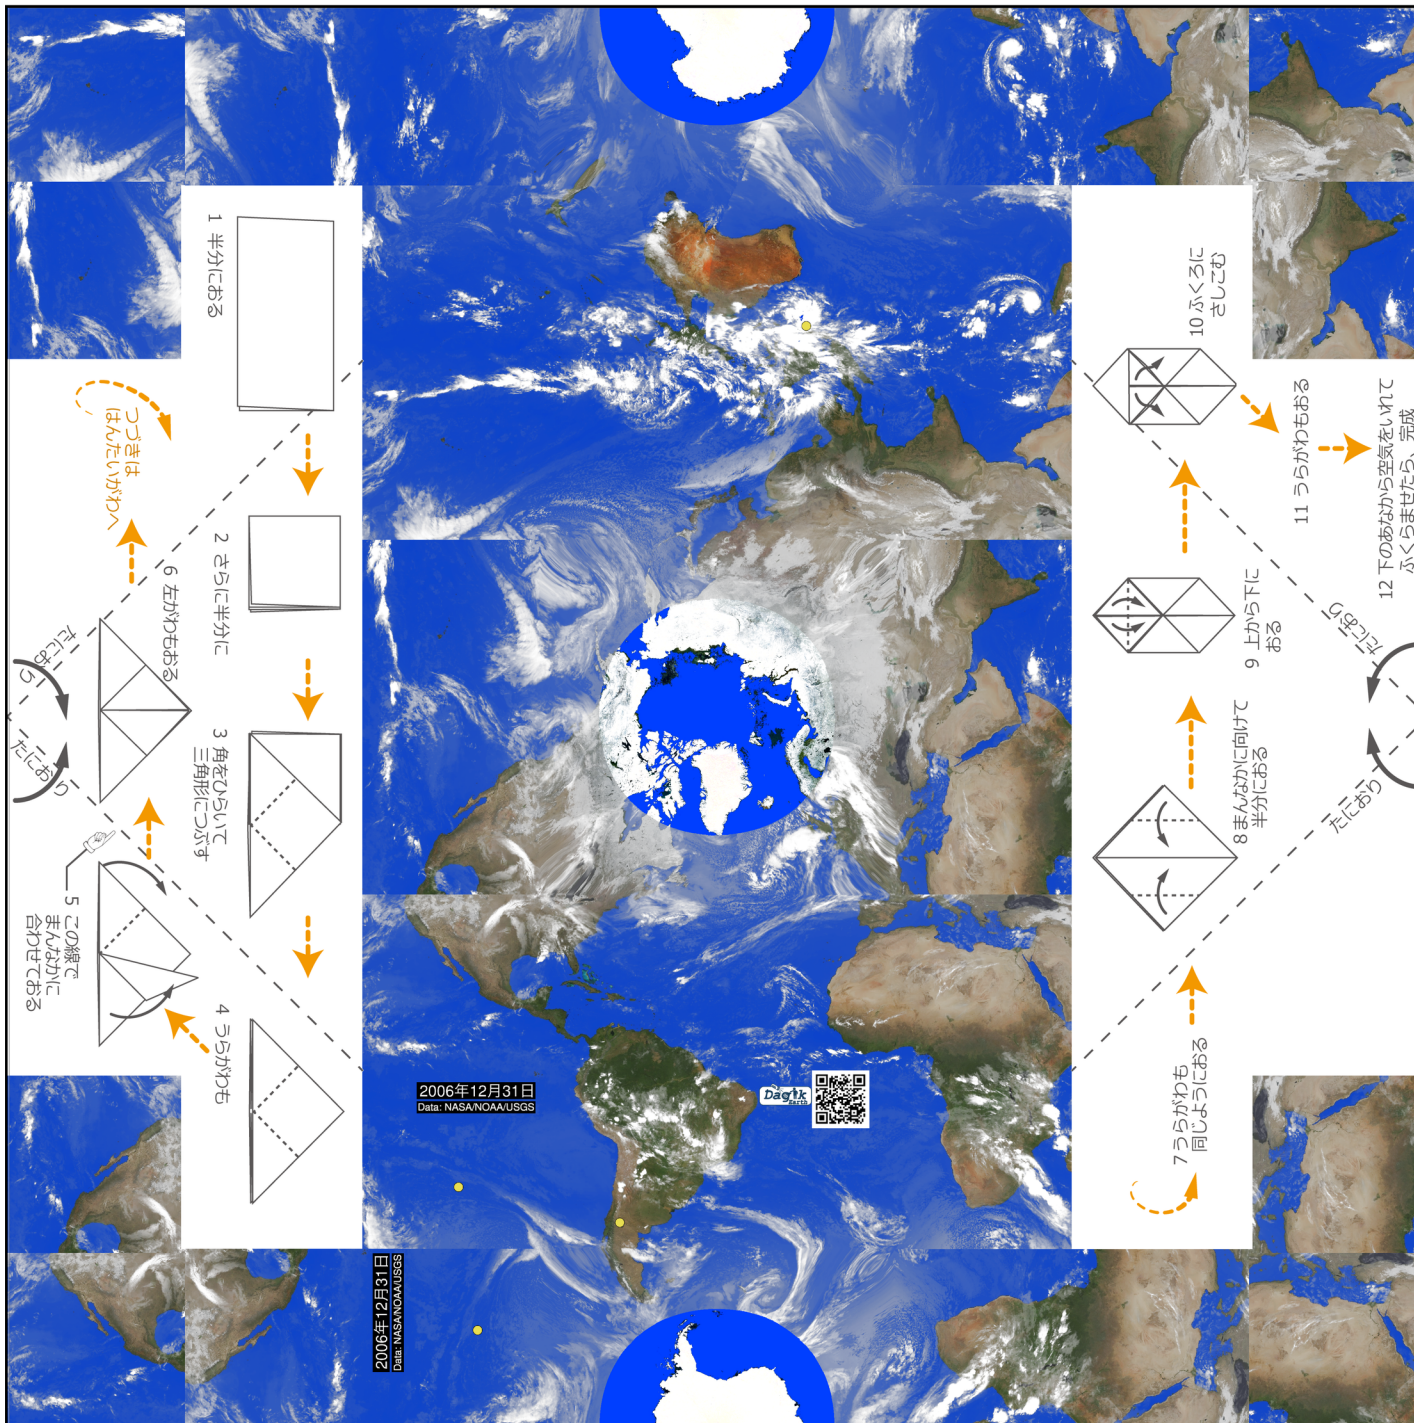 1 半分におる
2 さらに半分に
3 角をひらいて
三角形につぶす
4 うらがわも
5 この線で
まんなかに
合わせておる
6 左がわもおる
つづきは
はんたいがわへ
たにおり
たにおり
7 うらがわも
同じようにおる
8 まんなかに向けて
半分におる
9 上から下に
おる
10 ふくろに
さしこむ
11 うらがわもおる
12 下のあなから空気をいれて
ふくらませたら、完成
たにおり
たにおり
2006年12月31日
Data: NASA/NOAA/USGS
Dagik
Earth
2006年12月31日
Data: NASA/NOAA/USGS